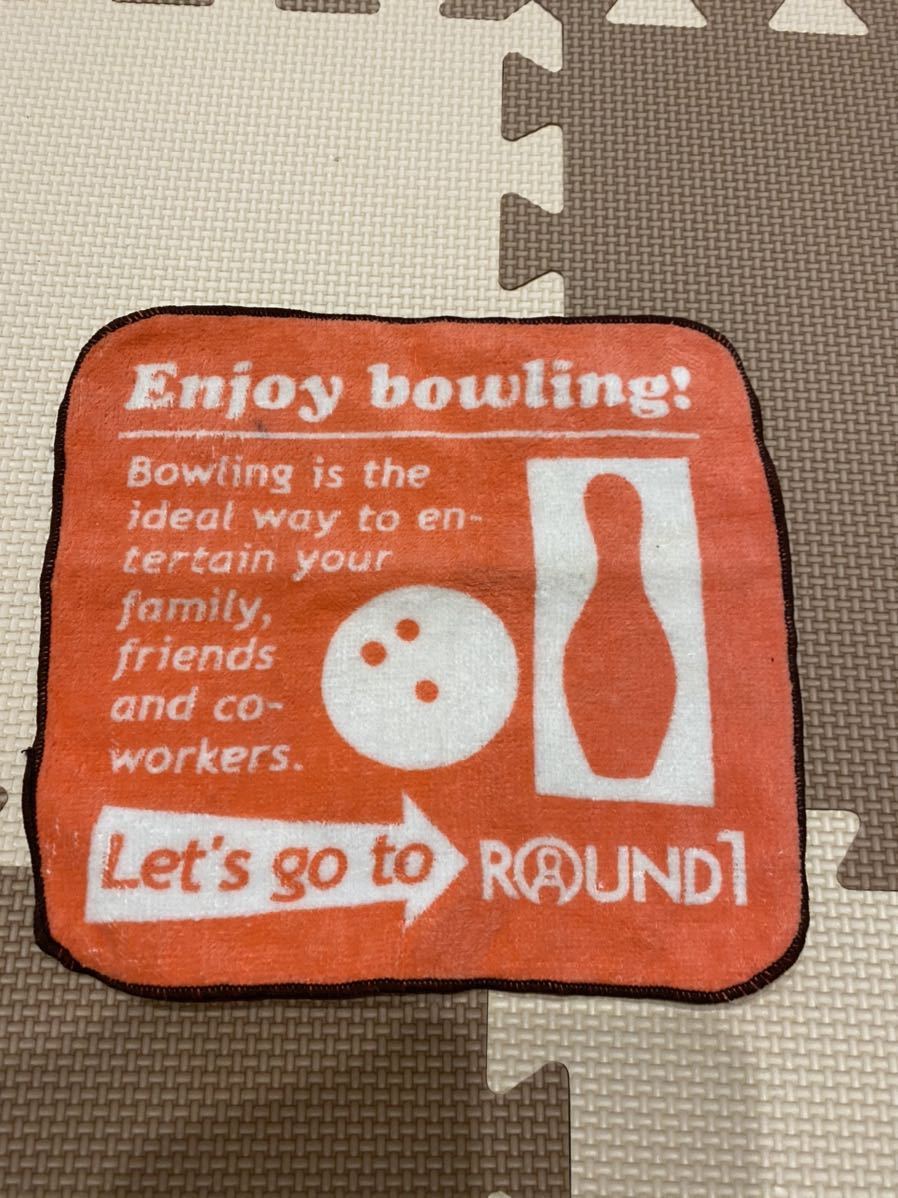 Enjoy bowling!
Bowling is the
ideal way to en-
tertain your
family,
friends
and co-
workers.
Let's go to ROUND1